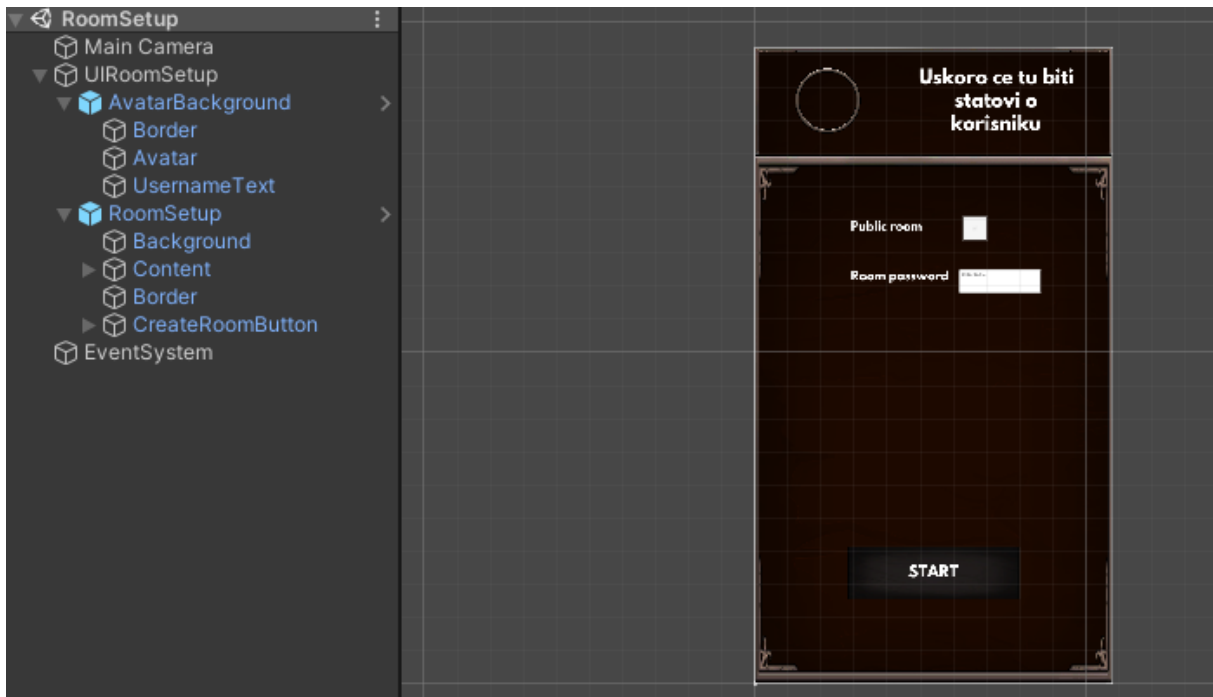 RoomSetup
Main Camera
UIRoomSetup
AvatarBackground
Border
Avatar
UsernameText
RoomSetup
Background
Content
Border
CreateRoomButton
EventSystem
Uskoro ce tu biti
statovi o
korisniku
Public room
Room password
START